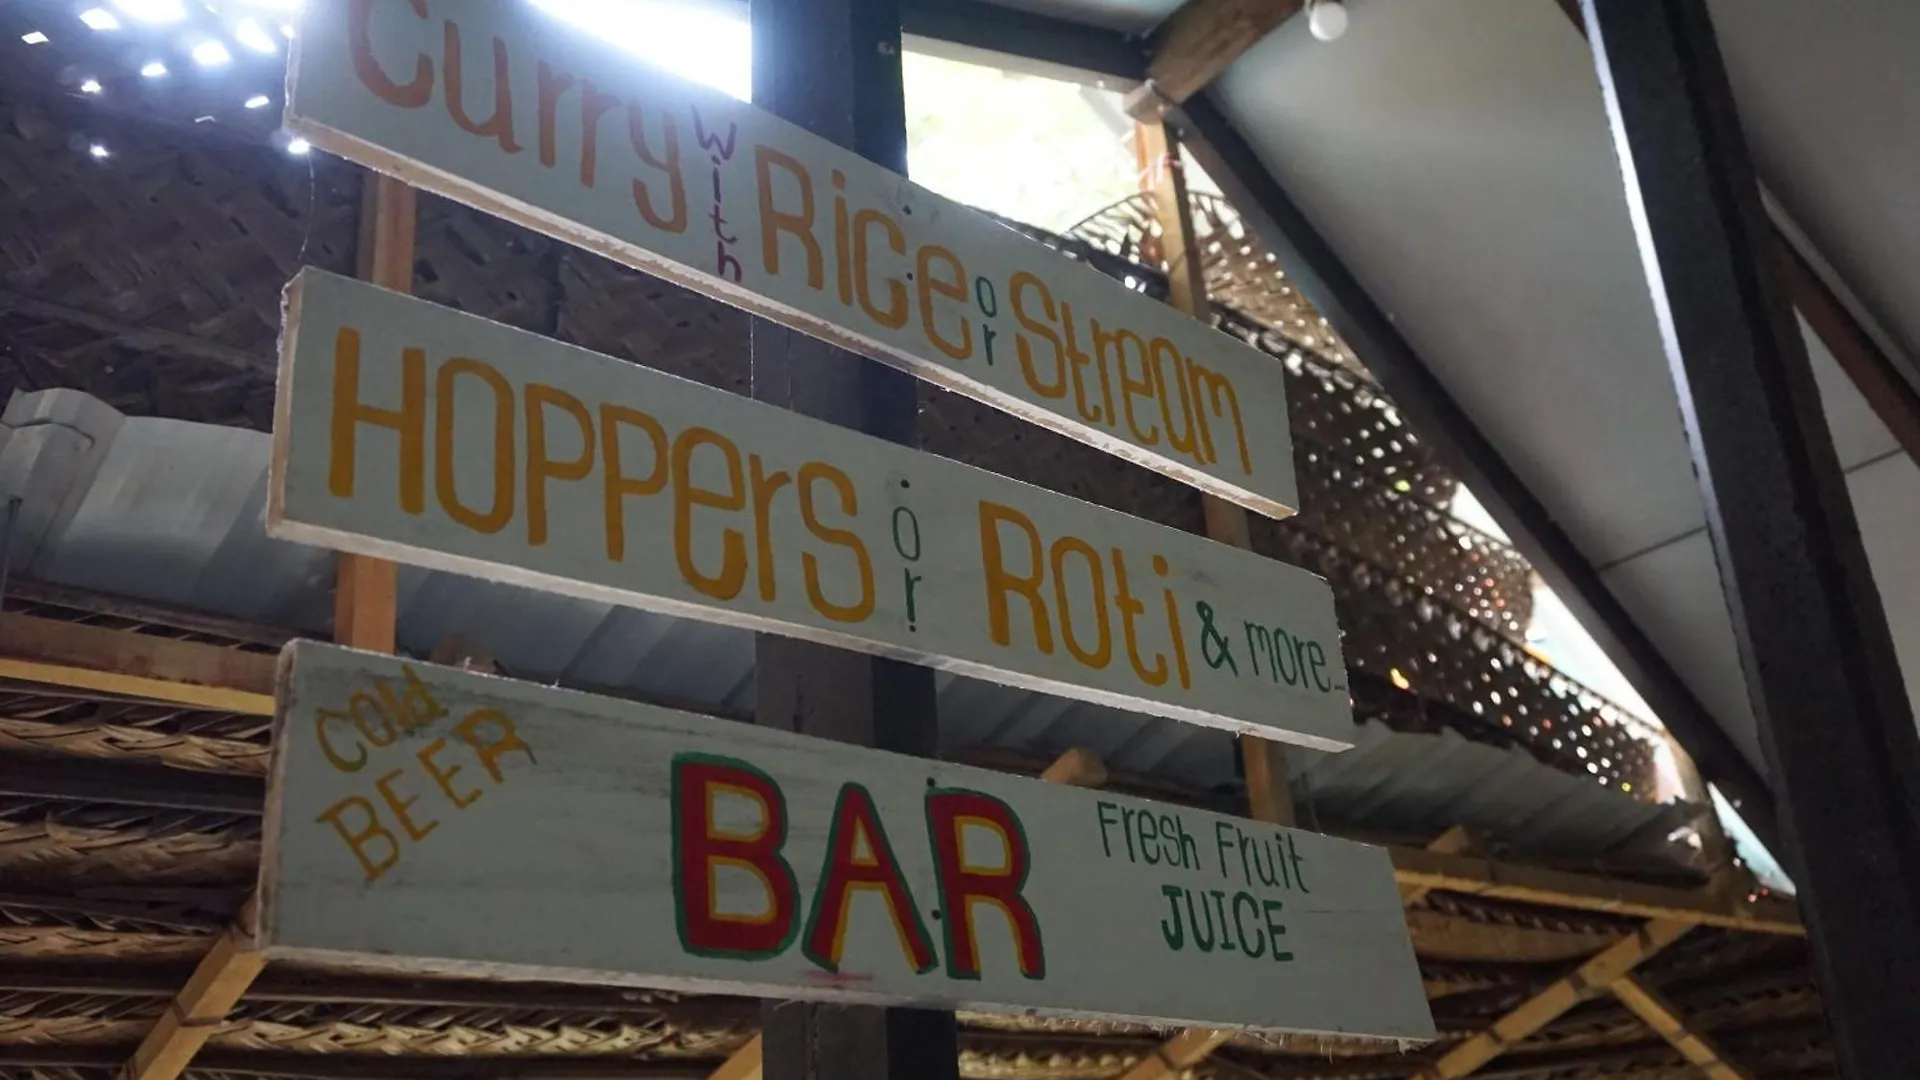 Curry with Rice or Stream
HOPPers or Roti & more...
Cold BEER
BAR
Fresh Fruit
JUICE